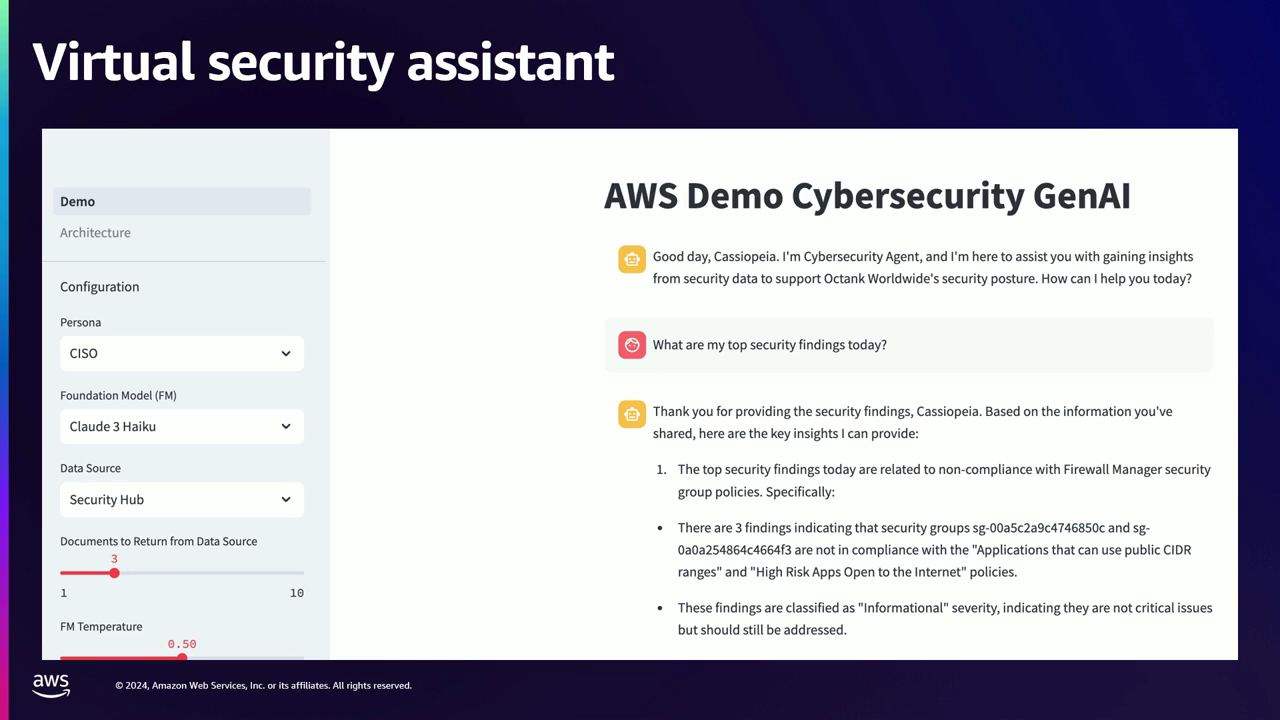 Virtual security assistant
Demo
Architecture
Configuration
Persona
CISO
Foundation Model (FM)
Claude 3 Haiku
Data Source
Security Hub
Documents to Return from Data Source
3
1 10
FM Temperature
0.50
AWS Demo Cybersecurity GenAI
Good day, Cassiopeia. I'm Cybersecurity Agent, and I'm here to assist you with gaining insights
from security data to support Octank Worldwide's security posture. How can I help you today?
What are my top security findings today?
Thank you for providing the security findings, Cassiopeia. Based on the information you've
shared, here are the key insights I can provide:
1. The top security findings today are related to non-compliance with Firewall Manager security
group policies. Specifically:
• There are 3 findings indicating that security groups sg-00a5c2a9c4746850c and sg-
0a0a254864c4664f3 are not in compliance with the "Applications that can use public CIDR
ranges" and "High Risk Apps Open to the Internet" policies.
• These findings are classified as "Informational" severity, indicating they are not critical issues
but should still be addressed.
aws
© 2024, Amazon Web Services, Inc. or its affiliates. All rights reserved.